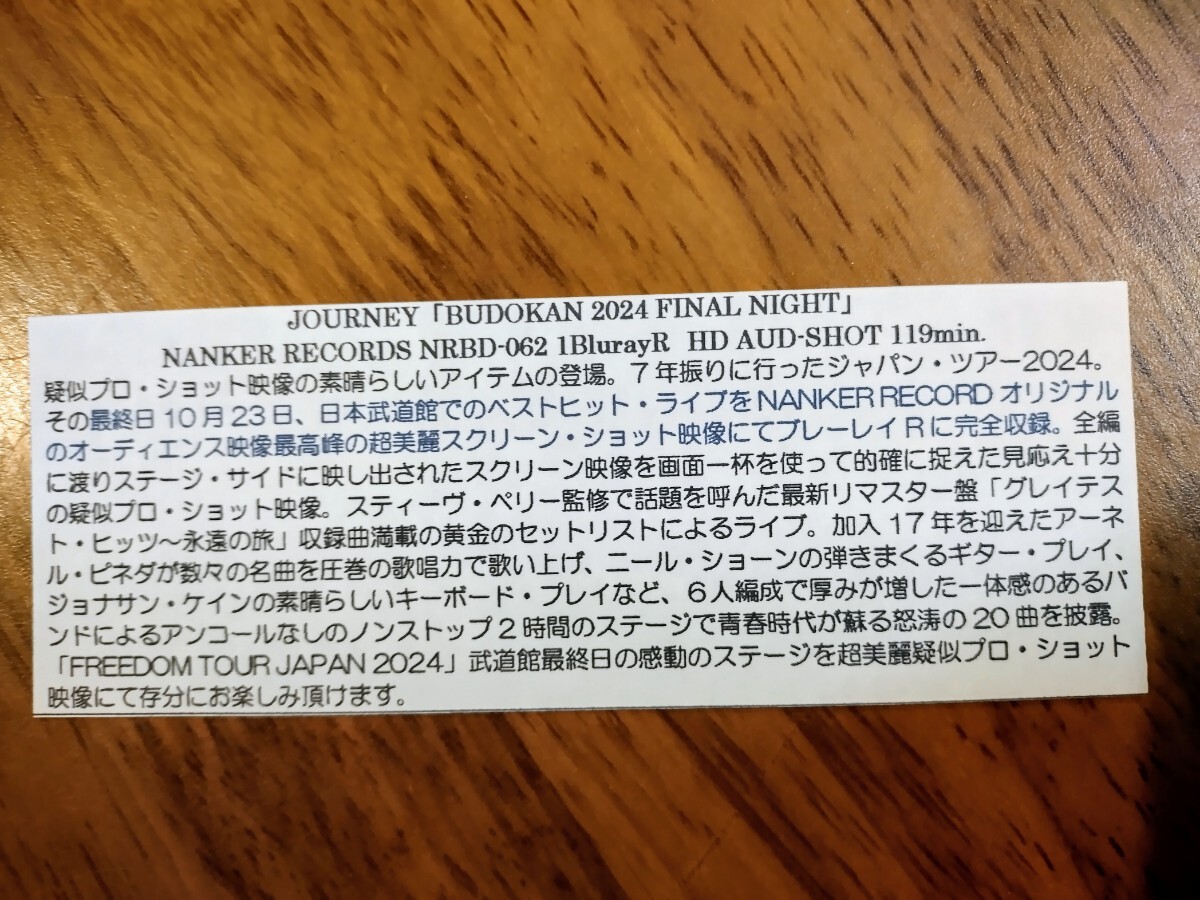 JOURNEY「BUDOKAN 2024 FINAL NIGHT」
NANKER RECORDS NRBD-062 1BlurayR HD AUD-SHOT 119min.
疑似プロ・ショット映像の素晴らしいアイテムの登場。７年振りに行ったジャパン・ツアー2024。
その最終日10月23日、日本武道館でのベストヒット・ライブをNANKER RECORDオリジナル
のオーディエンス映像最高峰の超美麗スクリーン・ショット映像にてブルーレイRに完全収録。全編
に渡りステージ・サイドに映し出されたスクリーン映像を画面一杯を使って的確に捉えた見応え十分
の疑似プロ・ショット映像。スティーヴ・ペリー監修で話題を呼んだ最新リマスター盤「グレイテス
ト・ヒッツ～永遠の旅」収録曲満載の黄金のセットリストによるライブ。加入17年を迎えたアーネ
ル・ピネダが数々の名曲を圧巻の歌唱力で歌い上げ、ニール・ショーンの弾きまくるギター・プレイ、
ジョナサン・ケインの素晴らしいキーボード・プレイなど、６人編成で厚みが増した一体感のあるバ
ンドによるアンコールなしのノンストップ２時間のステージで青春時代が蘇る怒涛の20曲を披露。
「FREEDOM TOUR JAPAN 2024」武道館最終日の感動のステージを超美麗疑似プロ・ショット
映像にて存分にお楽しみ頂けます。